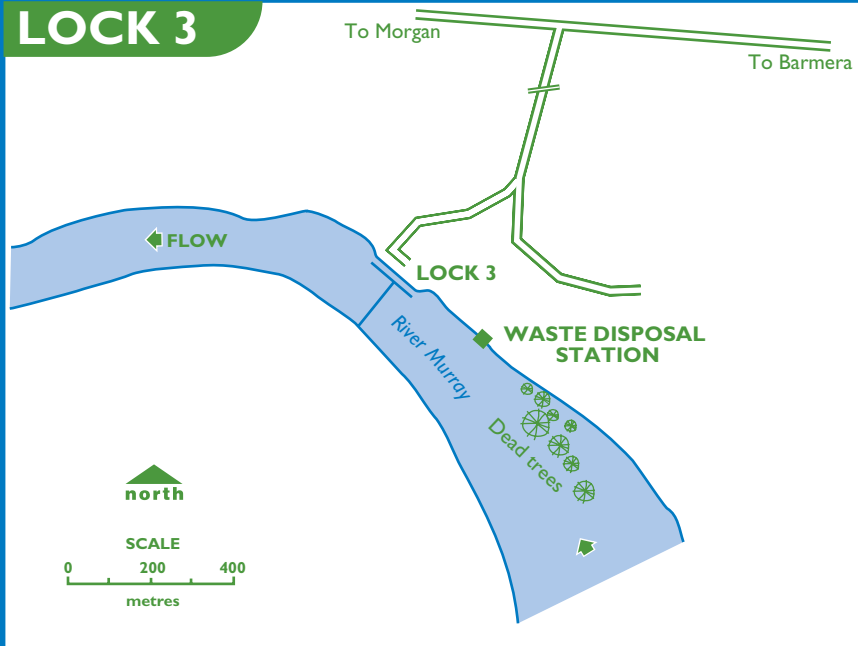 LOCK 3
To Morgan
To Barmera
FLOW
LOCK 3
River Murray
WASTE DISPOSAL
STATION
Dead trees
north
SCALE
0 200 400
metres